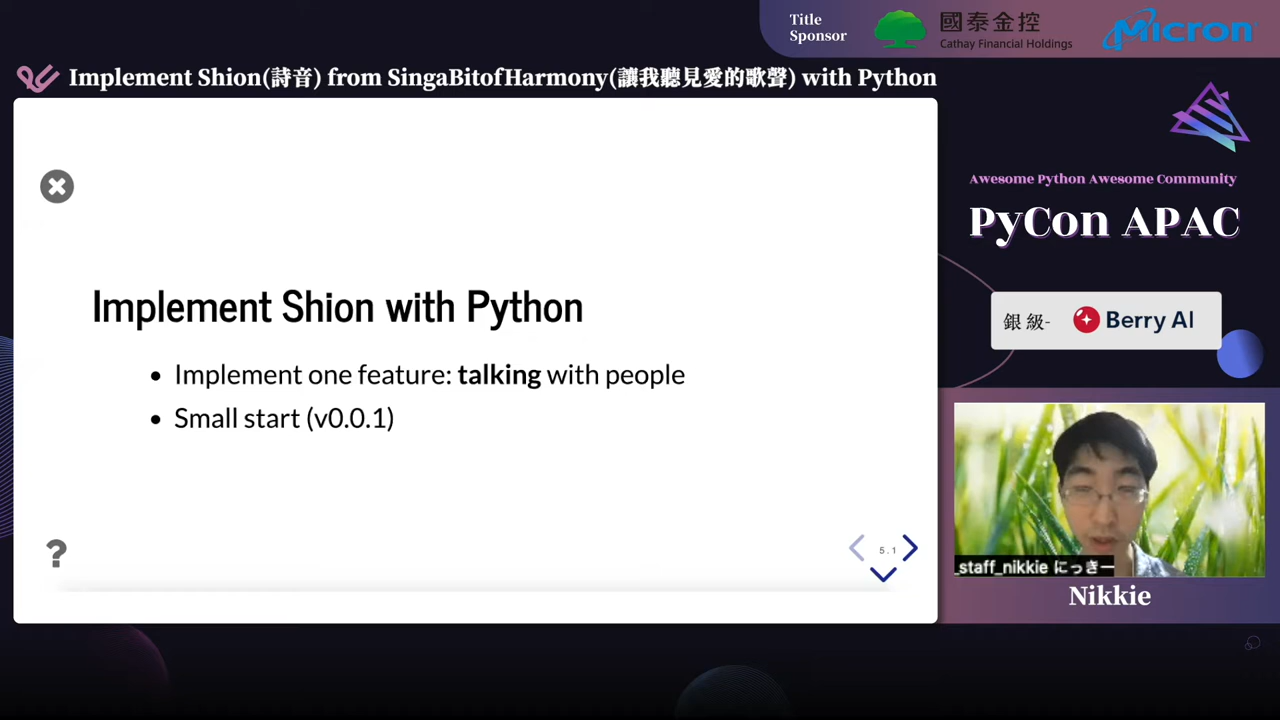 Title
Sponsor
國泰金控
Cathay Financial Holdings
Micron
Implement Shion(詩音) from SingaBitofHarmony(讓我聽見愛的歌聲) with Python
Implement Shion with Python
Implement one feature: talking with people
Small start (v0.0.1)
?
5.1
Awesome Python Awesome Community
PyCon APAC
銀級- Berry AI
_staff_nikkie にっきー
Nikkie